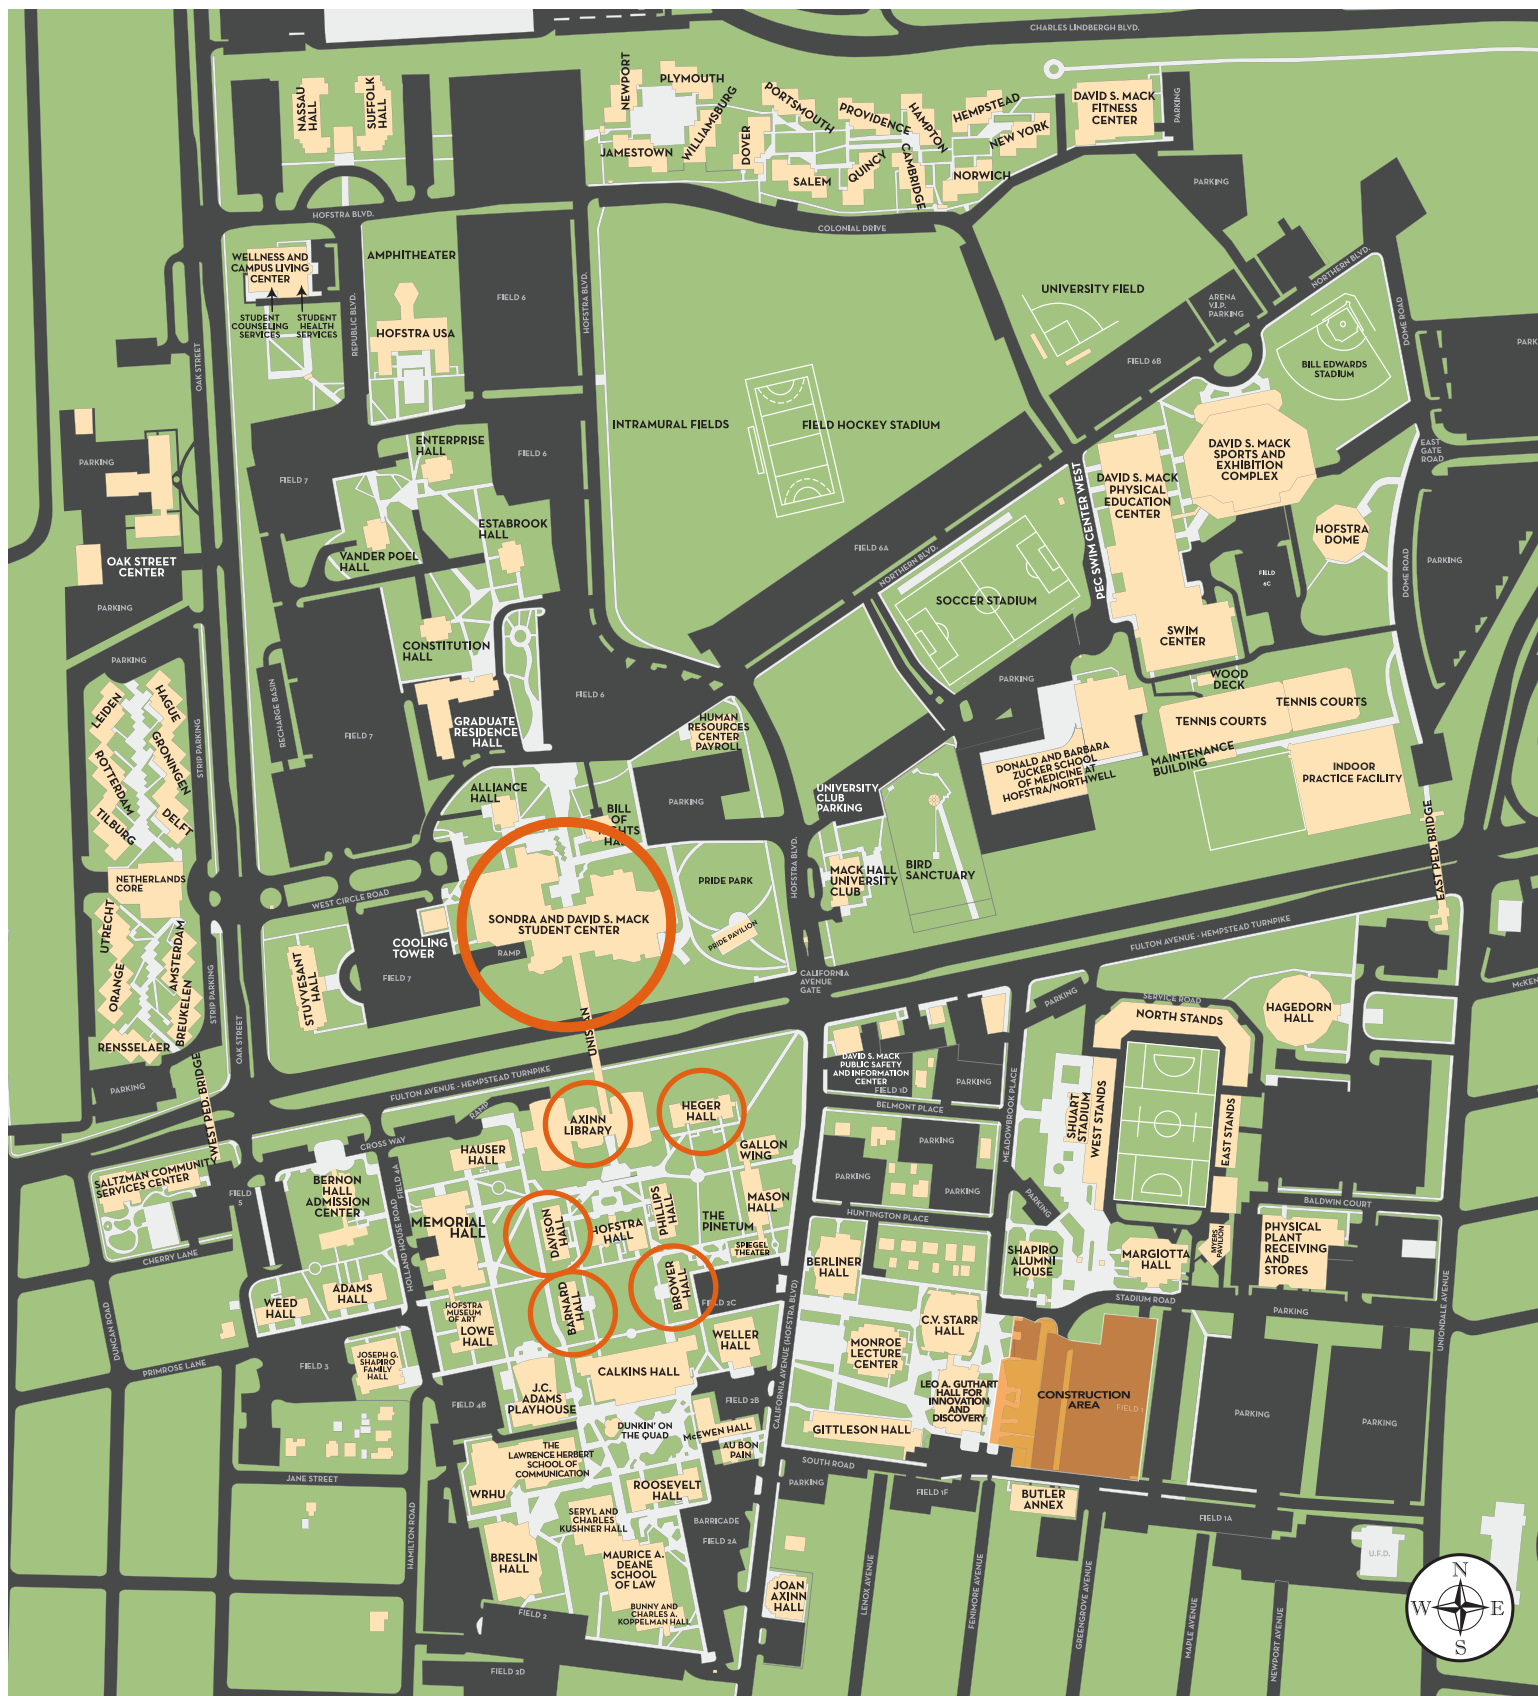 CHARLES LINDBERGH BLVD.
NASSAU
HALL
SUFFOLK
HALL
NEWPORT
PLYMOUTH
WILLIAMSBURG
JAMESTOWN
DOVER
PORTSMOUTH
PROVIDENCE
HAMPTON
HEMPSTEAD
NEW YORK
SALEM
QUINCY
CAMBRIDGE
NORWICH
DAVID S. MACK
FITNESS
CENTER
PARKING
PARKING
HOFSTRA BLVD.
COLONIAL DRIVE
WELLNESS AND
CAMPUS LIVING
CENTER
STUDENT
COUNSELING
SERVICES
STUDENT
HEALTH
SERVICES
REPUBLIC BLVD.
AMPHITHEATER
HOFSTRA USA
FIELD 6
HOFSTRA BLVD.
OAK STREET
UNIVERSITY FIELD
ARENA
V.I.P.
PARKING
NORTHERN BLVD.
DOME ROAD
BILL EDWARDS
STADIUM
PARK
FIELD 6B
INTRAMURAL FIELDS
FIELD HOCKEY STADIUM
ENTERPRISE
HALL
FIELD 6
FIELD 7
PARKING
DAVID S. MACK
SPORTS AND
EXHIBITION
COMPLEX
EAST
GATE
ROAD
DAVID S. MACK
PHYSICAL
EDUCATION
CENTER
PEC SWIM CENTER WEST
ESTABROOK
HALL
VANDER POEL
HALL
HOFSTRA
DOME
OAK STREET
CENTER
FIELD 6A
NORTHERN BLVD.
FIELD
6C
DOME ROAD
PARKING
PARKING
SOCCER STADIUM
SWIM
CENTER
CONSTITUTION
HALL
PARKING
RECHARGE BASIN
STRIP PARKING
LEIDEN
HAGUE
GRONINGEN
ROTTERDAM
TILBURG
DELFT
FIELD 7
GRADUATE
RESIDENCE
HALL
FIELD 6
PARKING
WOOD
DECK
TENNIS COURTS
TENNIS COURTS
HUMAN
RESOURCES
CENTER
PAYROLL
DONALD AND BARBARA
ZUCKER SCHOOL
OF MEDICINE AT
HOFSTRA/NORTHWELL
MAINTENANCE
BUILDING
INDOOR
PRACTICE FACILITY
ALLIANCE
HALL
BILL
OF
RIGHTS
HALL
PARKING
UNIVERSITY
CLUB
PARKING
EAST PED. BRIDGE
NETHERLANDS
CORE
WEST CIRCLE ROAD
PRIDE PARK
HOFSTRA BLVD.
MACK HALL
UNIVERSITY
CLUB
BIRD
SANCTUARY
SONDRA AND DAVID S. MACK
STUDENT CENTER
COOLING
TOWER
RAMP
PRIDE PAVILION
FULTON AVENUE - HEMPSTEAD TURNPIKE
UTRECHT
AMSTERDAM
ORANGE
BREUKELEN
RENSSELAER
STRIP PARKING
STUYVESANT
HALL
FIELD 7
CALIFORNIA
AVENUE
GATE
UNISPAN
PARKING
SERVICE ROAD
NORTH STANDS
HAGEDORN
HALL
McKEN
OAK STREET
WEST PED. BRIDGE
PARKING
FULTON AVENUE - HEMPSTEAD TURNPIKE
DAVID S. MACK
PUBLIC SAFETY
AND INFORMATION
CENTER
FIELD 1D
PARKING
BELMONT PLACE
MEADOWBROOK PLACE
SHUART
STADIUM
WEST STANDS
EAST STANDS
RAMP
AXINN
LIBRARY
HEGER
HALL
CROSS WAY
HAUSER
HALL
GALLON
WING
PARKING
PARKING
PARKING
SALTZMAN COMMUNITY
SERVICES CENTER
FIELD
5
BERNON
HALL
ADMISSION
CENTER
FIELD 4A
HOLLAND HOUSE ROAD
MEMORIAL
HALL
DAVISON
HALL
HOFSTRA
HALL
PHILLIPS
HALL
THE
PINETUM
MASON
HALL
SPIEGEL
THEATER
HUNTINGTON PLACE
PARKING
BALDWIN COURT
CHERRY LANE
BERLINER
HALL
SHAPIRO
ALUMNI
HOUSE
MARGIOTTA
HALL
MYERS
PAVILION
PHYSICAL
PLANT
RECEIVING
AND
STORES
WEED
HALL
ADAMS
HALL
BARNARD
HALL
BROWER
HALL
FIELD 2C
HOFSTRA
MUSEUM
OF ART
LOWE
HALL
STADIUM ROAD
PARKING
UNIONDALE AVENUE
DUNCAN ROAD
PRIMROSE LANE
FIELD 3
JOSEPH G.
SHAPIRO
FAMILY
HALL
CALKINS HALL
WELLER
HALL
CALIFORNIA AVENUE (HOFSTRA BLVD)
MONROE
LECTURE
CENTER
C.V. STARR
HALL
LEO A. GUTHART
HALL FOR
INNOVATION
AND
DISCOVERY
CONSTRUCTION
AREA
FIELD 1
PARKING
PARKING
FIELD 4B
J.C.
ADAMS
PLAYHOUSE
FIELD 2B
DUNKIN' ON
THE QUAD
McEWEN HALL
AU BON
PAIN
GITTLESON HALL
SOUTH ROAD
THE
LAWRENCE HERBERT
SCHOOL OF
COMMUNICATION
WRHU
ROOSEVELT
HALL
PARKING
FIELD 1F
BUTLER
ANNEX
JANE STREET
HAMILTON ROAD
SERYL AND
CHARLES
KUSHNER HALL
BARRICADE
FIELD 2A
FIELD 1A
BRESLIN
HALL
MAURICE A.
DEANE
SCHOOL
OF LAW
BUNNY AND
CHARLES A.
KOPPELMAN HALL
JOAN
AXINN
HALL
LENOX AVENUE
FENIMORE AVENUE
GREENGROVE AVENUE
MAPLE AVENUE
NEWPORT AVENUE
U.F.D.
FIELD 2
FIELD 2D
N
W
E
S